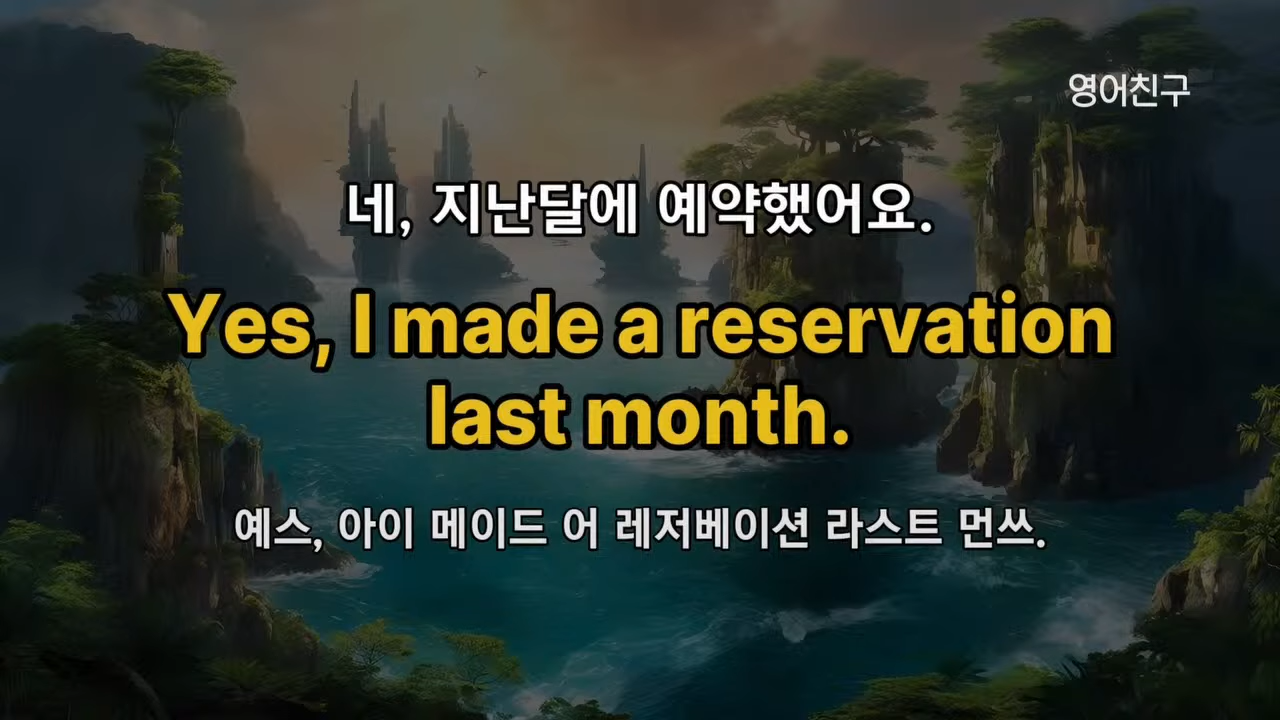 영어친구
네, 지난달에 예약했어요.
Yes, I made a reservation
last month.
예스, 아이 메이드 어 레저베이션 라스트 먼쓰.